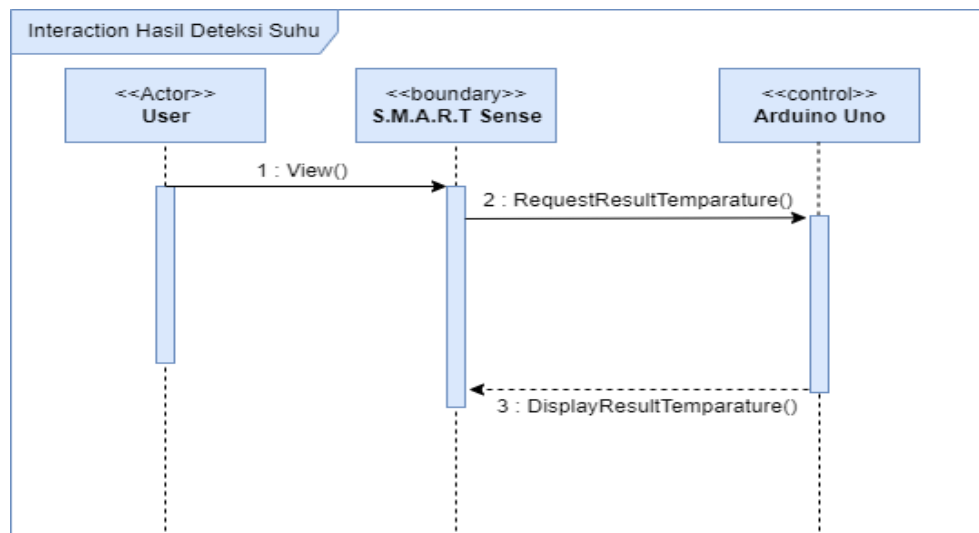 Interaction Hasil Deteksi Suhu
<<Actor>>
User
<<boundary>>
S.M.A.R.T Sense
<<control>>
Arduino Uno
1 : View()
2 : RequestResultTemparature()
3 : DisplayResultTemparature()